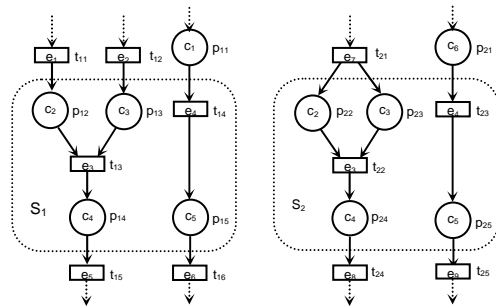 c1 p11 c6 p21
e1 t11 e2 t12 e7 t21
c2 p12 c3 p13 e4 t14 c2 p22 c3 p23 e4 t23
e3 t13 e3 t22
S1 c4 p14 c5 p15 S2 c4 p24 c5 p25
e5 t15 e6 t16 e8 t24 e9 t25